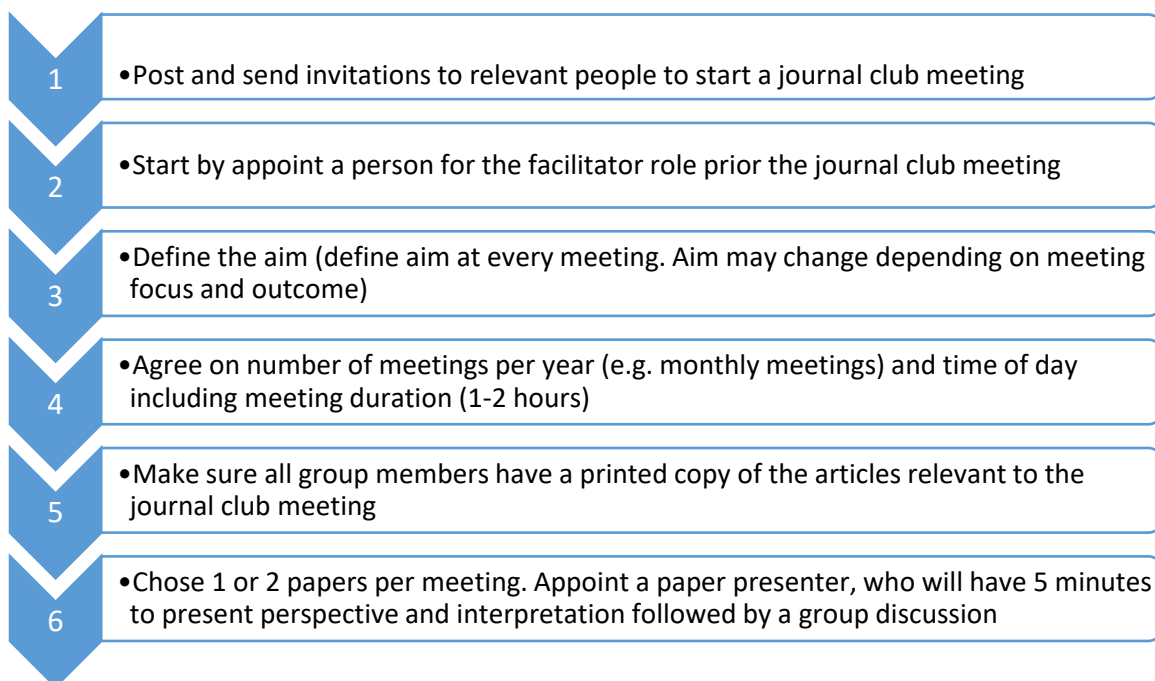 1
•Post and send invitations to relevant people to start a journal club meeting
2
•Start by appoint a person for the facilitator role prior the journal club meeting
3
•Define the aim (define aim at every meeting. Aim may change depending on meeting
focus and outcome)
4
•Agree on number of meetings per year (e.g. monthly meetings) and time of day
including meeting duration (1-2 hours)
5
•Make sure all group members have a printed copy of the articles relevant to the
journal club meeting
6
•Chose 1 or 2 papers per meeting. Appoint a paper presenter, who will have 5 minutes
to present perspective and interpretation followed by a group discussion